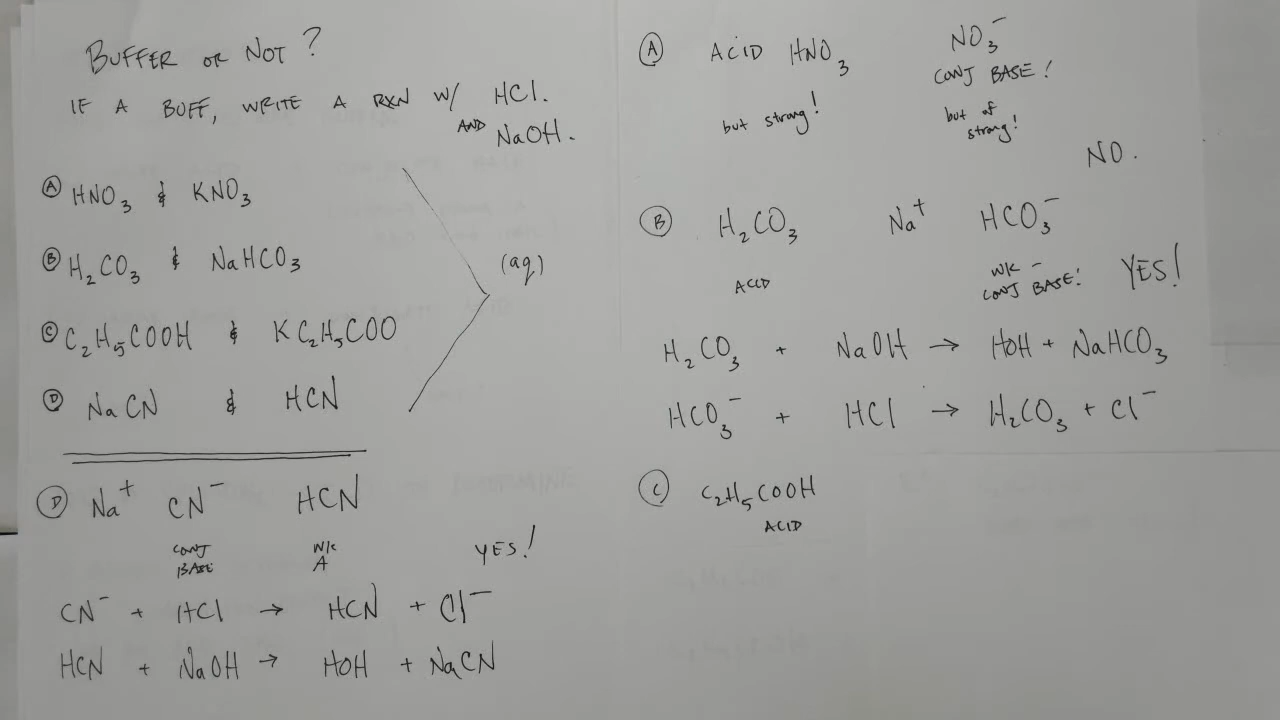 BUFFER OR NOT?
IF A BUFF, WRITE A RXN W/ HCl.
AND NaOH.
Ⓐ HNO₃ & KNO₃
Ⓑ H₂CO₃ & NaHCO₃
(aq)
Ⓒ C₂H₅COOH & KC₂H₅COO
Ⓓ NaCN & HCN
Ⓓ Na⁺ CN⁻ HCN
CONJ BASE WK A YES!
CN⁻ + HCl → HCN + Cl⁻
HCN + NaOH → HOH + NaCN
Ⓐ ACID HNO₃ NO₃⁻
CONJ BASE!
but strong! but of strong!
NO.
Ⓑ H₂CO₃ Na⁺ HCO₃⁻
ACID WK – CONJ BASE! YES!
H₂CO₃ + NaOH → HOH + NaHCO₃
HCO₃⁻ + HCl → H₂CO₃ + Cl⁻
Ⓒ C₂H₅COOH
ACID